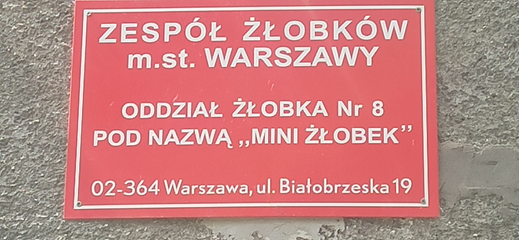 ZESPÓŁ ŻŁOBKÓW
m.st. WARSZAWY
ODDZIAŁ ŻŁOBKA Nr 8
POD NAZWĄ ,,MINI ŻŁOBEK’’
02-364 Warszawa, ul. Białobrzeska 19